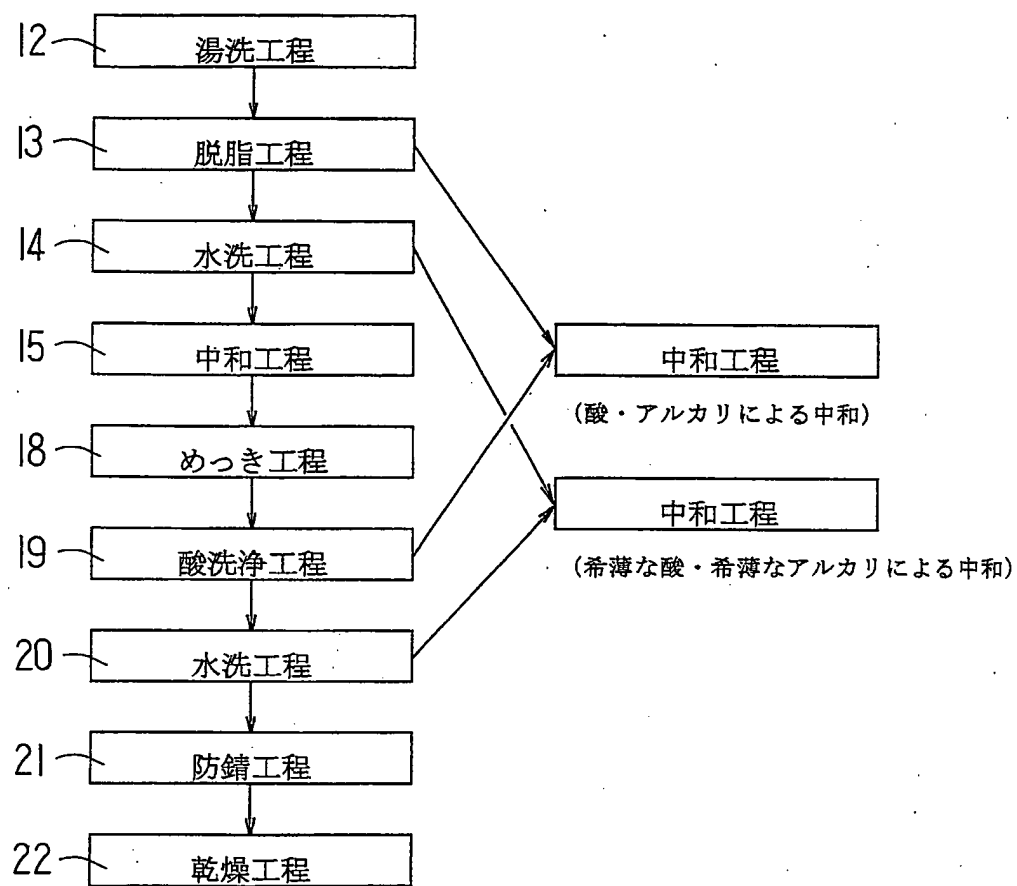 12 湯洗工程
13 脱脂工程
14 水洗工程
15 中和工程
中和工程
(酸・アルカリによる中和)
18 めっき工程
中和工程
19 酸洗浄工程
(希薄な酸・希薄なアルカリによる中和)
20 水洗工程
21 防錆工程
22 乾燥工程